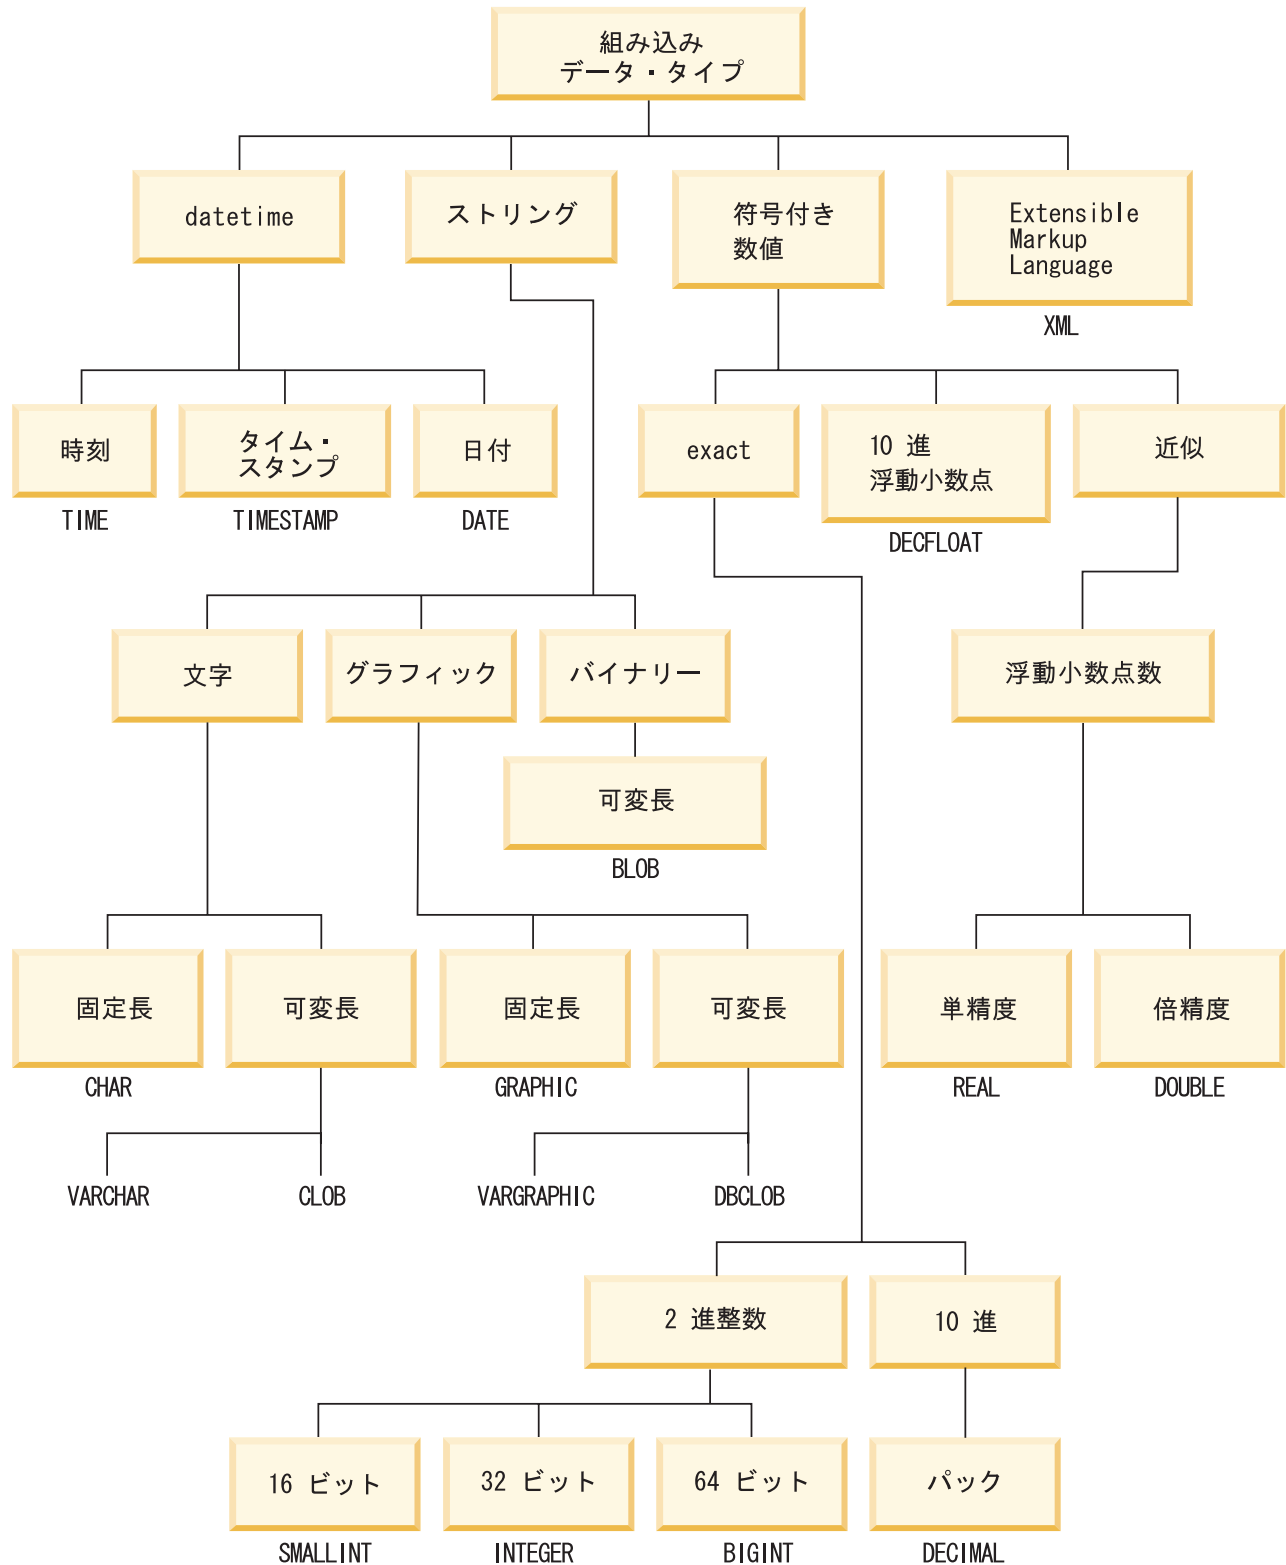 組み込み
データ・タイプ
datetime
ストリング
符号付き
数値
Extensible
Markup
Language
XML
時刻
タイム・
スタンプ
日付
exact
10 進
浮動小数点
近似
TIME
TIMESTAMP
DATE
DECFLOAT
文字
グラフィック
バイナリー
浮動小数点数
可変長
BLOB
固定長
可変長
固定長
可変長
単精度
倍精度
CHAR
GRAPHIC
REAL
DOUBLE
VARCHAR
CLOB
VARGRAPHIC
DBCLOB
2 進整数
10 進
16 ビット
32 ビット
64 ビット
パック
SMALLINT
INTEGER
BIGINT
DECIMAL